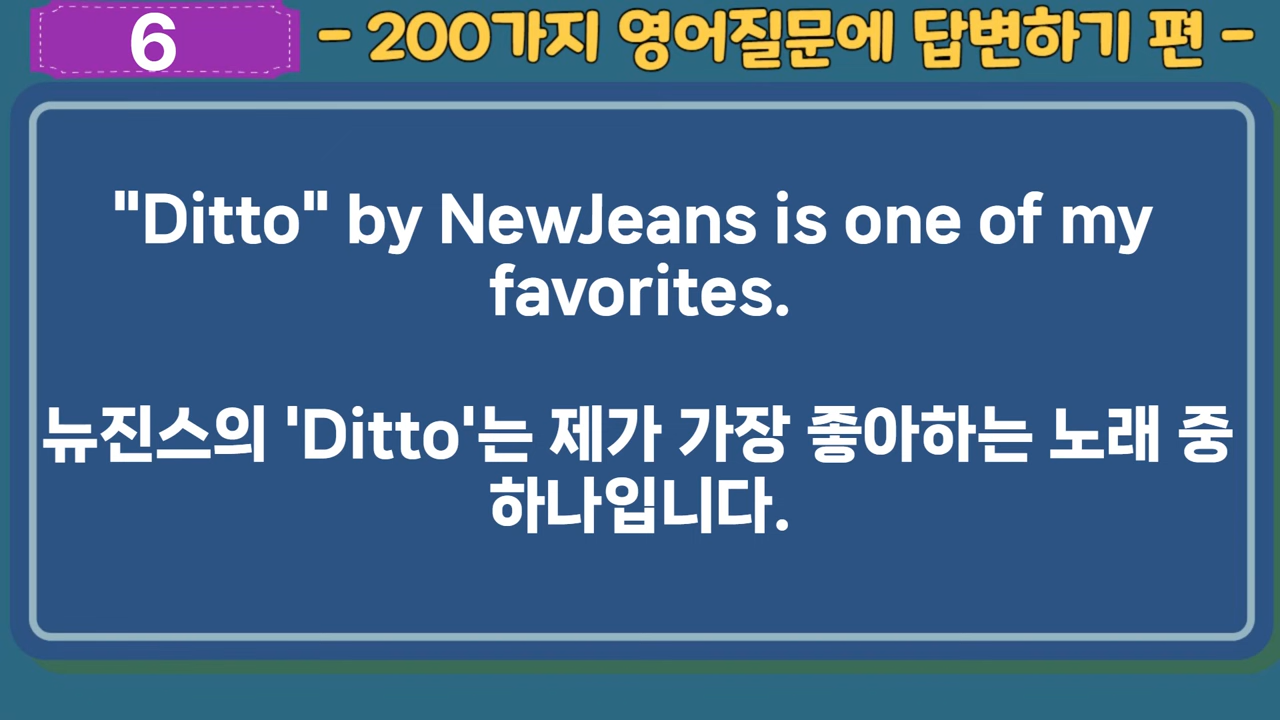 6
- 200가지 영어질문에 답변하기 편 -
"Ditto" by NewJeans is one of my
favorites.
뉴진스의 'Ditto'는 제가 가장 좋아하는 노래 중
하나입니다.